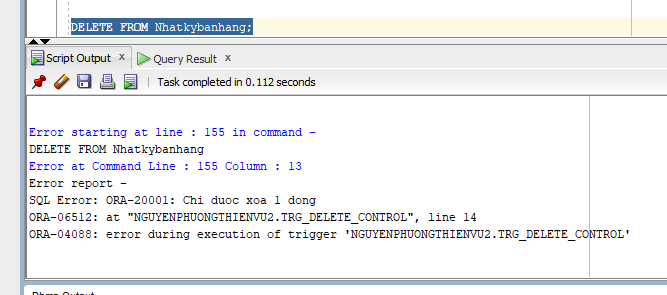 DELETE FROM Nhatkybanhang;
Script Output x Query Result x
Task completed in 0.112 seconds
Error starting at line : 155 in command -
DELETE FROM Nhatkybanhang
Error at Command Line : 155 Column : 13
Error report -
SQL Error: ORA-20001: Chi duoc xoa 1 dong
ORA-06512: at "NGUYENPHUONGTHIENVU2.TRG_DELETE_CONTROL", line 14
ORA-04088: error during execution of trigger 'NGUYENPHUONGTHIENVU2.TRG_DELETE_CONTROL'
Dbms Output